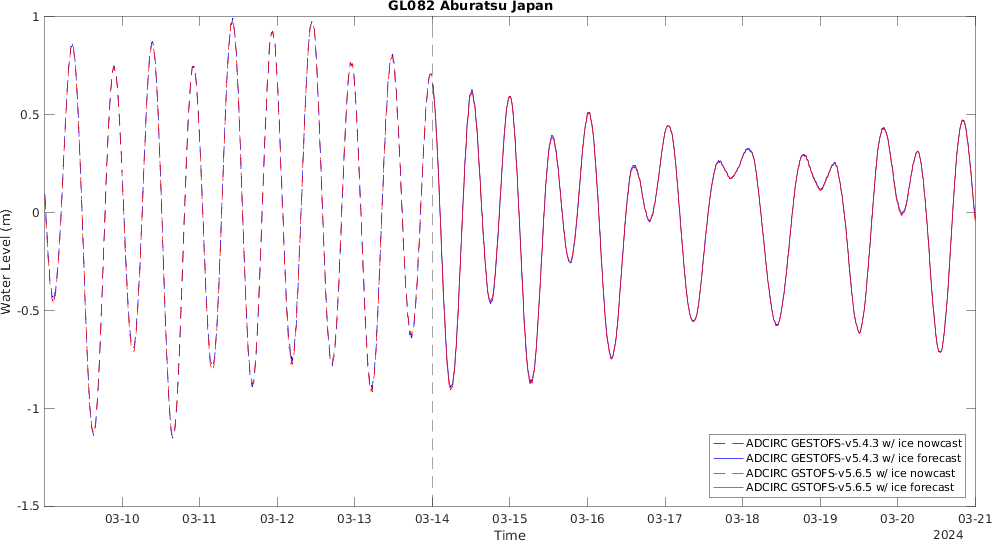 GL082 Aburatsu Japan
1
0.5
0
-0.5
-1
-1.5
Water Level (m)
ADCIRC GESTOFS-v5.4.3 w/ ice nowcast
ADCIRC GESTOFS-v5.4.3 w/ ice forecast
ADCIRC GSTOFS-v5.6.5 w/ ice nowcast
ADCIRC GSTOFS-v5.6.5 w/ ice forecast
03-10 03-11 03-12 03-13 03-14 03-15 03-16 03-17 03-18 03-19 03-20 03-21
Time
2024